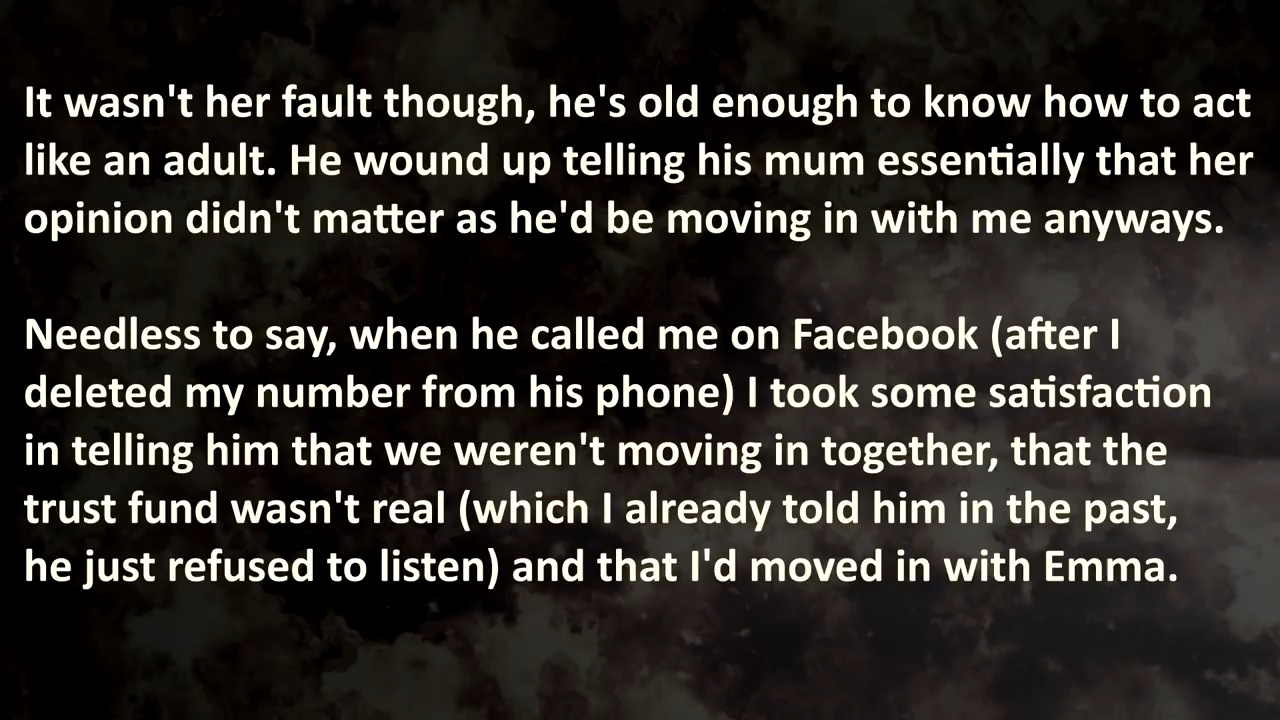 It wasn't her fault though, he's old enough to know how to act
like an adult. He wound up telling his mum essentially that her
opinion didn't matter as he'd be moving in with me anyways.
Needless to say, when he called me on Facebook (after I
deleted my number from his phone) I took some satisfaction
in telling him that we weren't moving in together, that the
trust fund wasn't real (which I already told him in the past,
he just refused to listen) and that I'd moved in with Emma.